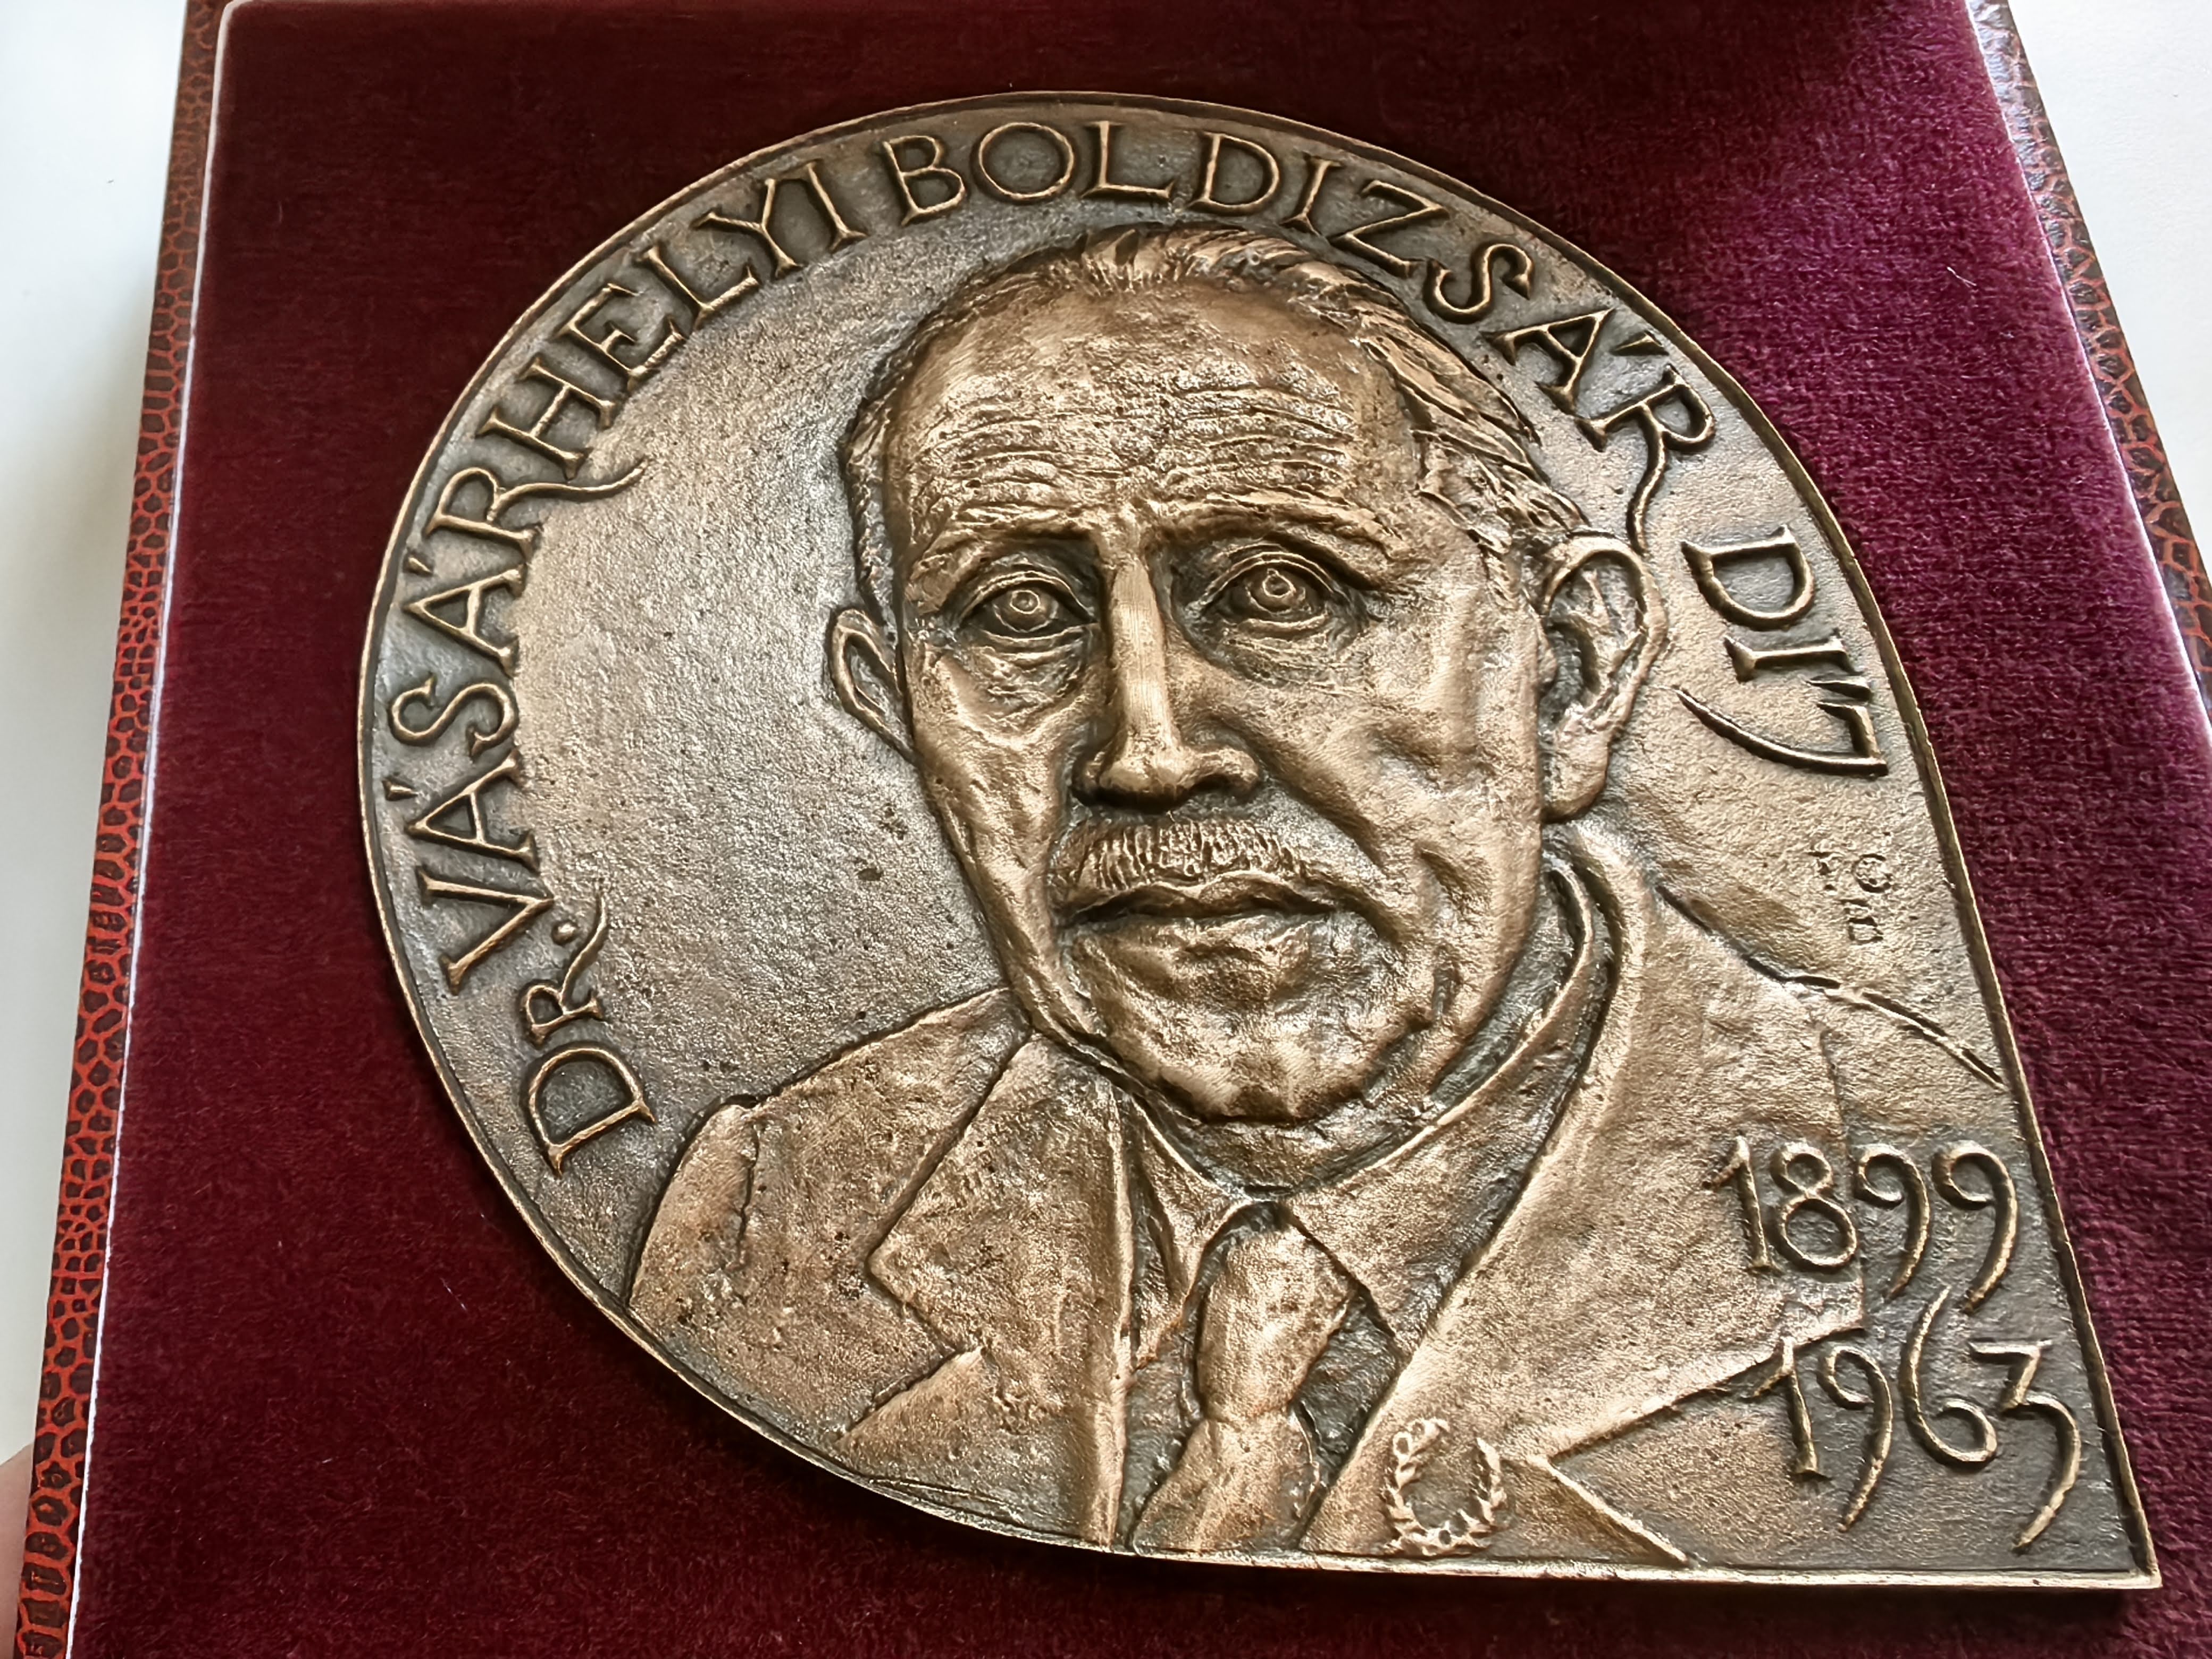 DR. VÁSÁRHELYI BOLDIZSÁR DÍJ
1899
1963